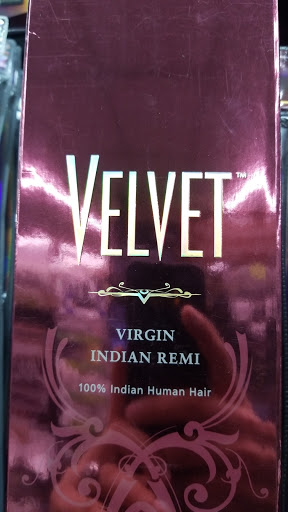 VELVET™
VIRGIN
INDIAN REMI
100% Indian Human Hair